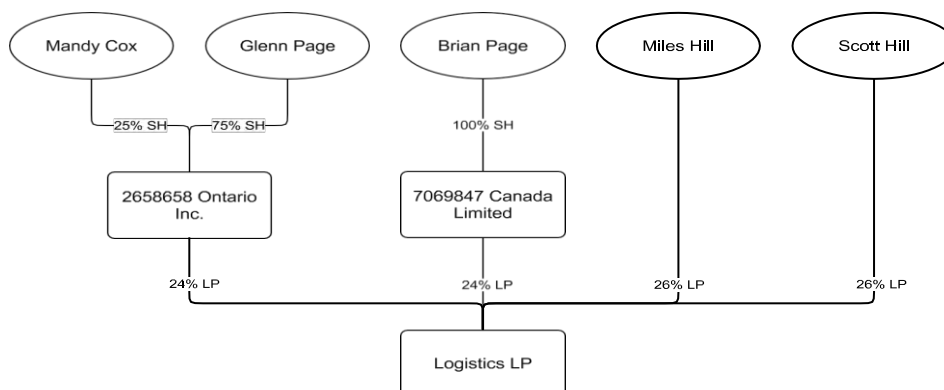 Mandy Cox
Glenn Page
Brian Page
Miles Hill
Scott Hill
25% SH
75% SH
100% SH
2658658 Ontario
Inc.
7069847 Canada
Limited
24% LP
24% LP
26% LP
26% LP
Logistics LP